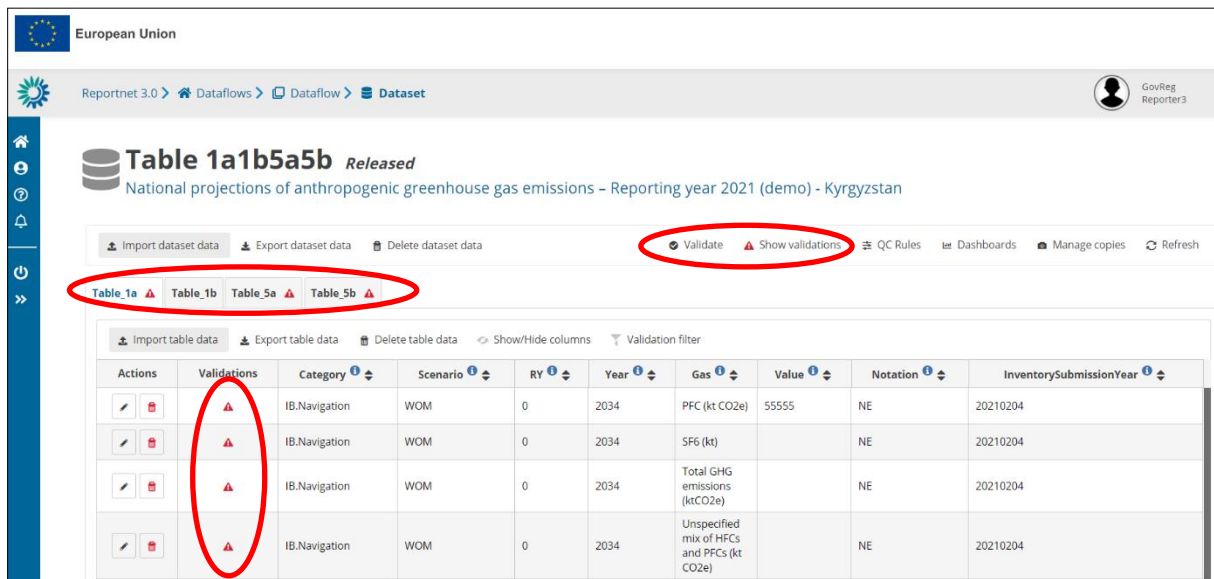 European Union
Reportnet 3.0 Dataflows Dataflow Dataset
GovReg
Reporter3
Table 1a1b5a5b Released
National projections of anthropogenic greenhouse gas emissions – Reporting year 2021 (demo) - Kyrgyzstan
Import dataset data Export dataset data Delete dataset data Validate Show validations QC Rules Dashboards Manage copies Refresh
Table_1a Table_1b Table_5a Table_5b
Import table data Export table data Delete table data Show/Hide columns Validation filter
Actions Validations Category Scenario RY Year Gas Value Notation InventorySubmissionYear
IB.Navigation WOM 0 2034 PFC (kt CO2e) 55555 NE 20210204
IB.Navigation WOM 0 2034 SF6 (kt) NE 20210204
IB.Navigation WOM 0 2034 Total GHG emissions (ktCO2e) NE 20210204
IB.Navigation WOM 0 2034 Unspecified mix of HFCs and PFCs (kt CO2e) NE 20210204